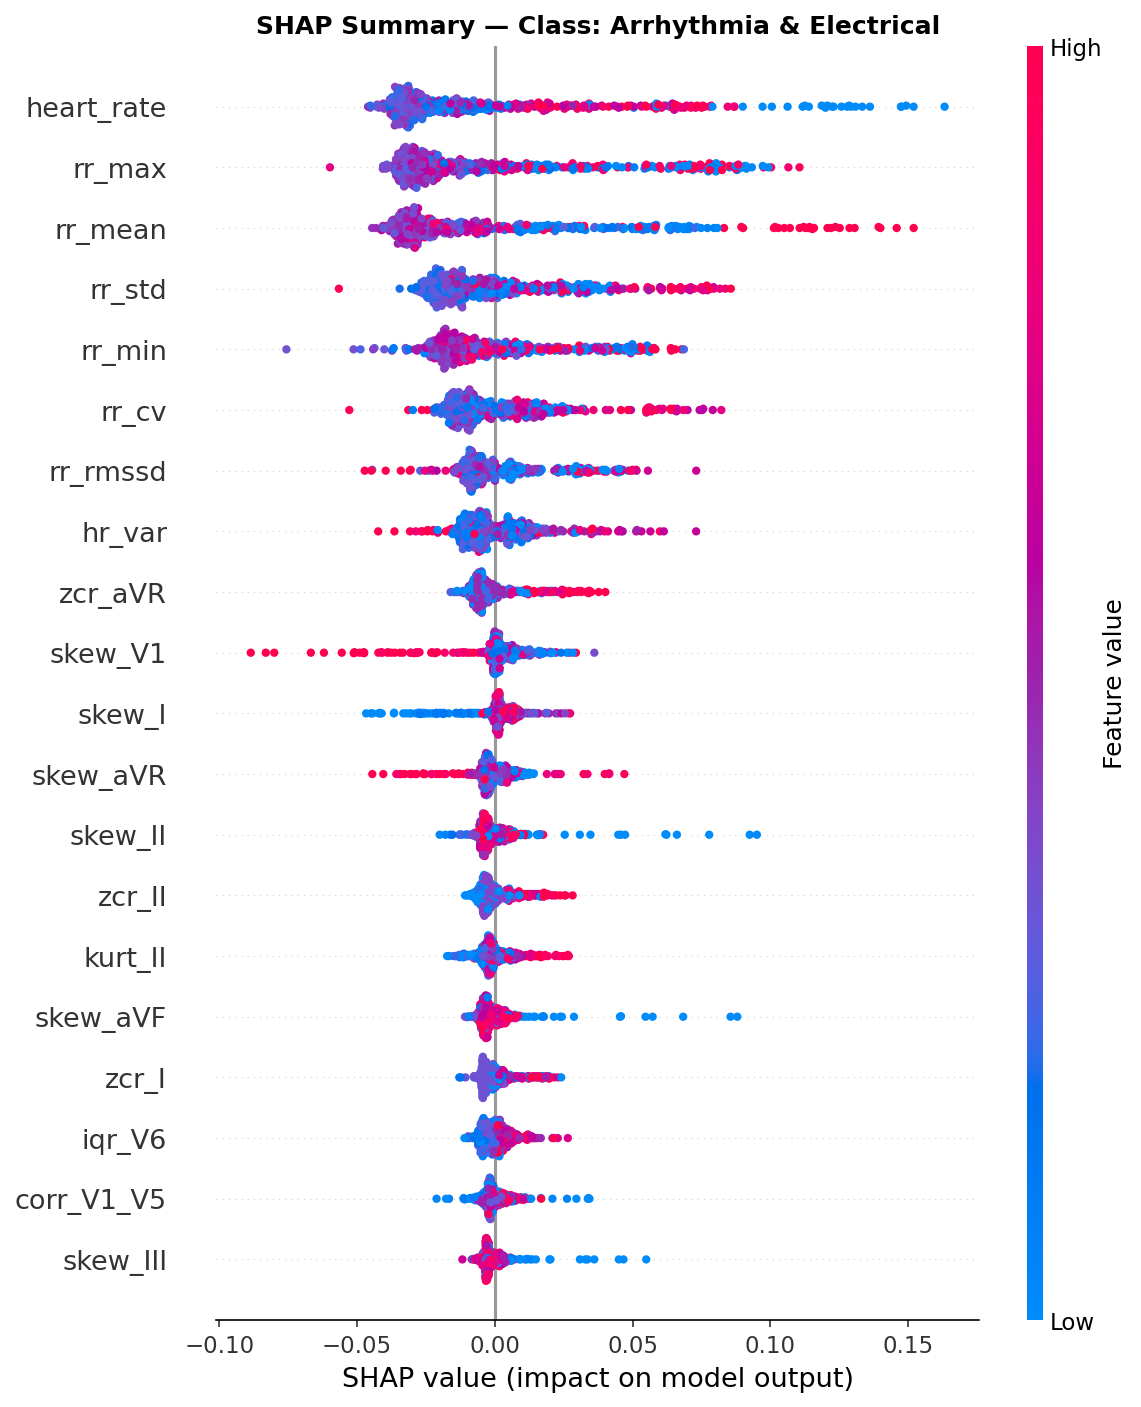 SHAP Summary — Class: Arrhythmia & Electrical
High
heart_rate
rr_max
rr_mean
rr_std
rr_min
rr_cv
rr_rmssd
hr_var
zcr_aVR
skew_V1
skew_I
skew_aVR
skew_II
zcr_II
kurt_II
skew_aVF
zcr_I
iqr_V6
corr_V1_V5
skew_III
Feature value
Low
−0.10 −0.05 0.00 0.05 0.10 0.15
SHAP value (impact on model output)